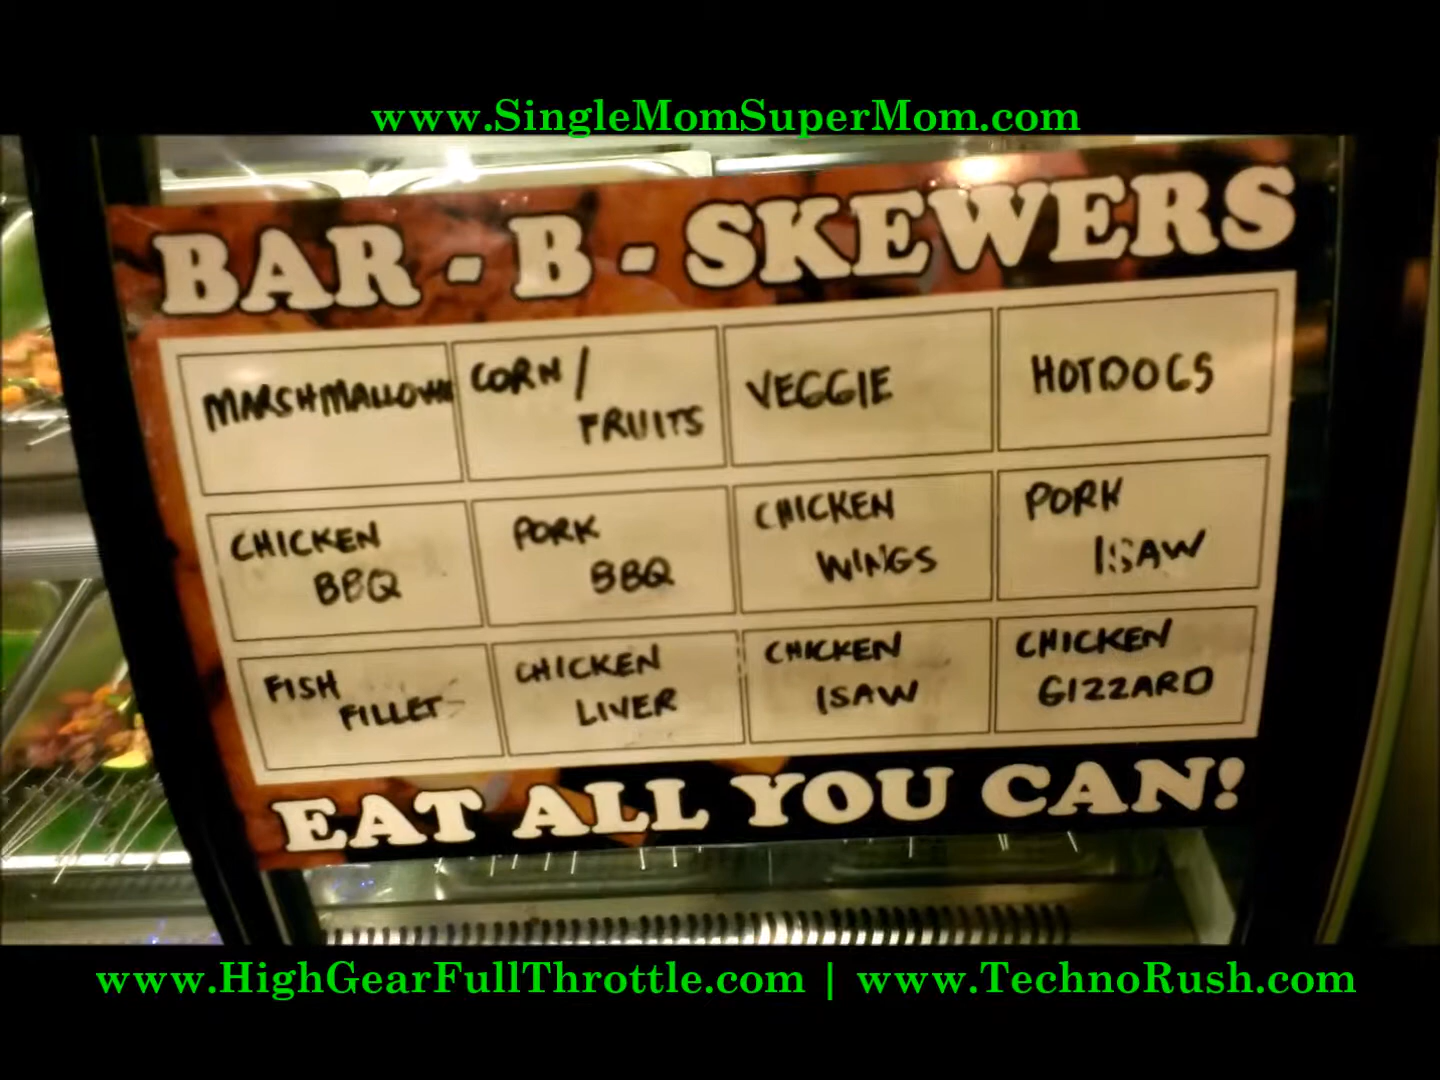 www.SingleMomSuperMom.com
BAR - B - SKEWERS
MARSHMALLOWS
CORN /
FRUITS
VEGGIE
HOTDOGS
CHICKEN
BBQ
PORK
BBQ
CHICKEN
WINGS
PORK
ISAW
FISH
FILLET
CHICKEN
LIVER
CHICKEN
ISAW
CHICKEN
GIZZARD
EAT ALL YOU CAN!
www.HighGearFullThrottle.com | www.TechnoRush.com